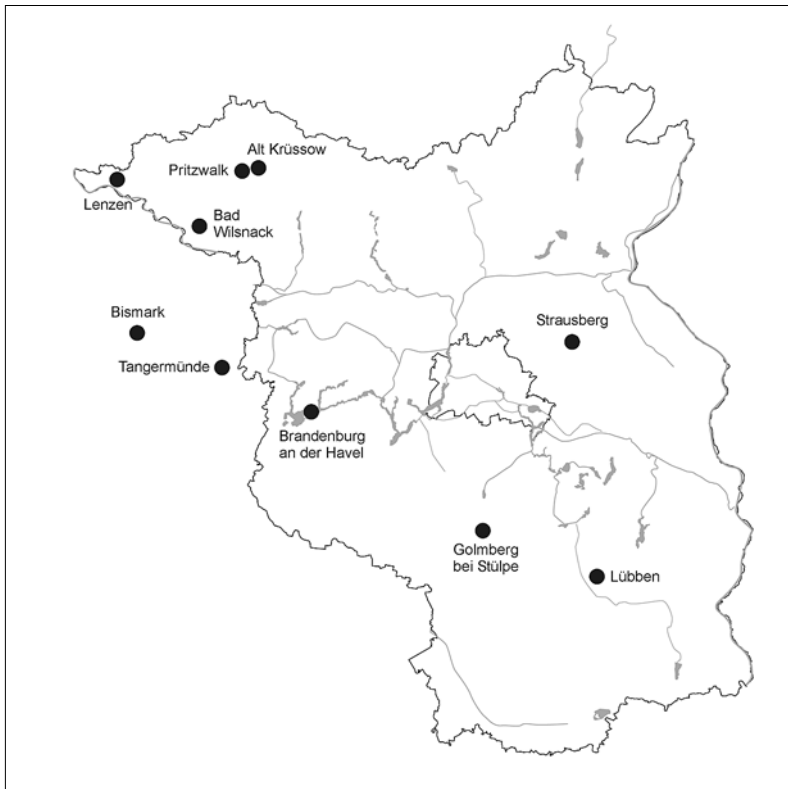 Alt Krüssow
Pritzwalk
Lenzen
Bad
Wilsnack
Bismark
Strausberg
Tangermünde
Brandenburg
an der Havel
Golmberg
bei Stülpe
Lübben